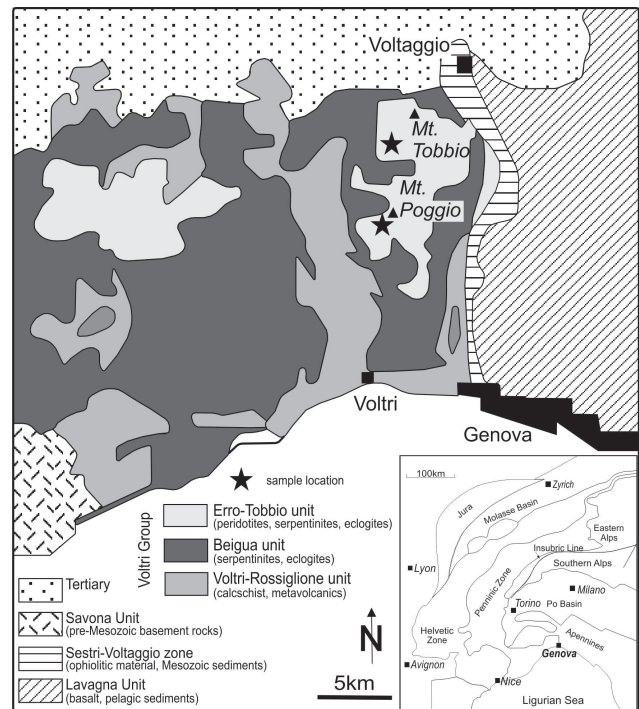 Voltaggio
Mt.
Tobbio
Mt.
Poggio
Voltri
Genova
sample location
Voltri Group
Erro-Tobbio unit
(peridotites, serpentinites, eclogites)
Beigua unit
(serpentinites, eclogites)
Voltri-Rossiglione unit
(calcschist, metavolcanics)
Tertiary
Savona Unit
(pre-Mesozoic basement rocks)
Sestri-Voltaggio zone
(ophiolitic material, Mesozoic sediments)
Lavagna Unit
(basalt, pelagic sediments)
N
5km
100km
Zyrich
Jura
Molasse Basin
Eastern
Alps
Insubric Line
Southern Alps
Lyon
Penninic Zone
Milano
Torino
Po Basin
Helvetic
Zone
Apennines
Genova
Avignon
Nice
Ligurian Sea